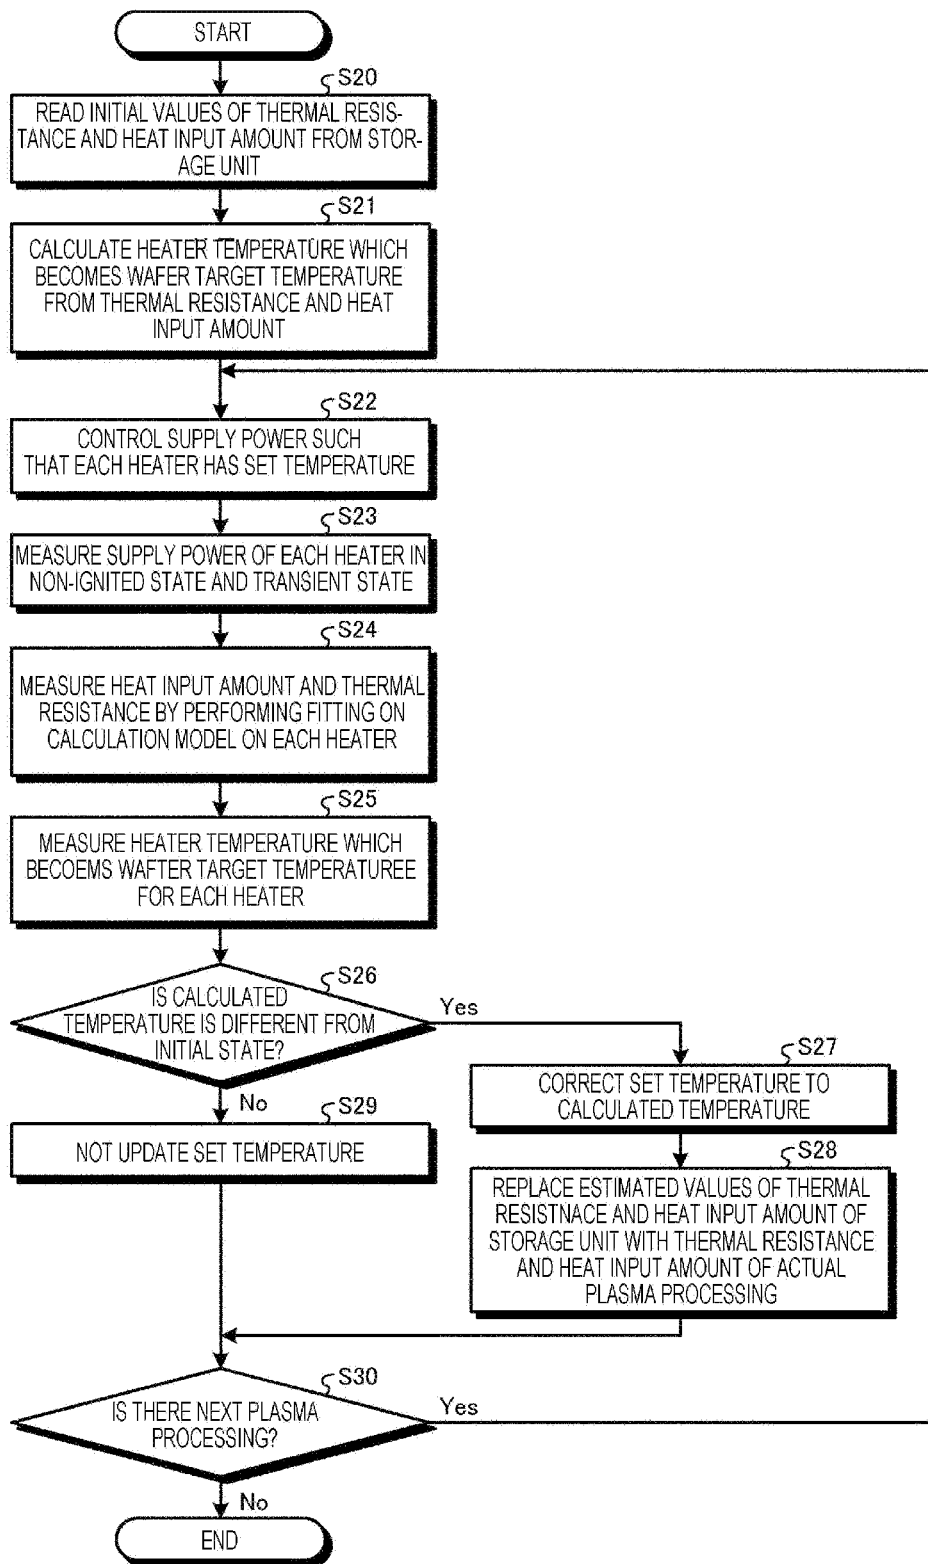 START
S20
READ INITIAL VALUES OF THERMAL RESIS-
TANCE AND HEAT INPUT AMOUNT FROM STOR-
AGE UNIT
S21
CALCULATE HEATER TEMPERATURE WHICH
BECOMES WAFER TARGET TEMPERATURE
FROM THERMAL RESISTANCE AND HEAT
INPUT AMOUNT
S22
CONTROL SUPPLY POWER SUCH
THAT EACH HEATER HAS SET TEMPERATURE
S23
MEASURE SUPPLY POWER OF EACH HEATER IN
NON-IGNITED STATE AND TRANSIENT STATE
S24
MEASURE HEAT INPUT AMOUNT AND THERMAL
RESISTANCE BY PERFORMING FITTING ON
CALCULATION MODEL ON EACH HEATER
S25
MEASURE HEATER TEMPERATURE WHICH
BECOEMS WAFTER TARGET TEMPERATUREE
FOR EACH HEATER
S26
IS CALCULATED
TEMPERATURE IS DIFFERENT FROM
INITIAL STATE?
Yes
No
S27
CORRECT SET TEMPERATURE TO
CALCULATED TEMPERATURE
S29
NOT UPDATE SET TEMPERATURE
S28
REPLACE ESTIMATED VALUES OF THERMAL
RESISTNACE AND HEAT INPUT AMOUNT OF
STORAGE UNIT WITH THERMAL RESISTANCE
AND HEAT INPUT AMOUNT OF ACTUAL
PLASMA PROCESSING
S30
IS THERE NEXT PLASMA
PROCESSING?
Yes
No
END